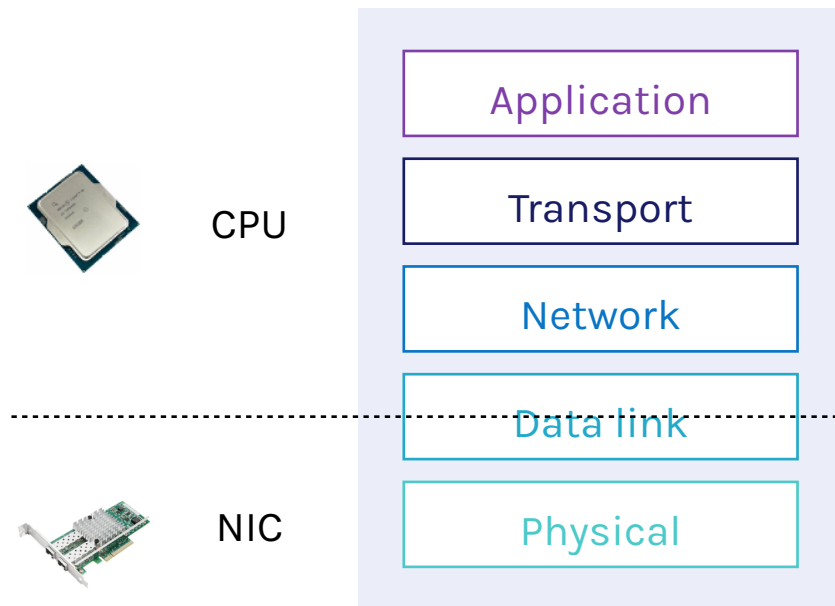 Application
Transport
CPU
Network
Data link
NIC
Physical